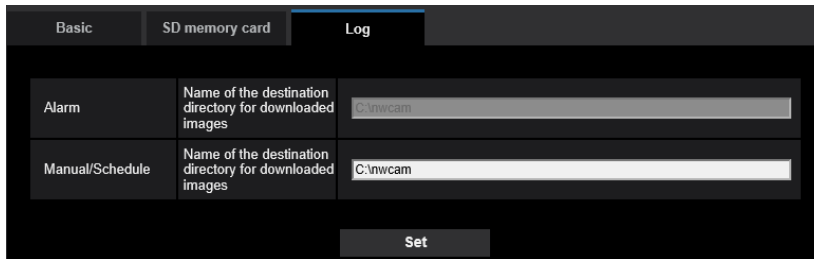 Basic SD memory card Log
Alarm
Name of the destination
directory for downloaded
images
C:\nwcam
Manual/Schedule
Name of the destination
directory for downloaded
images
C:\nwcam
Set